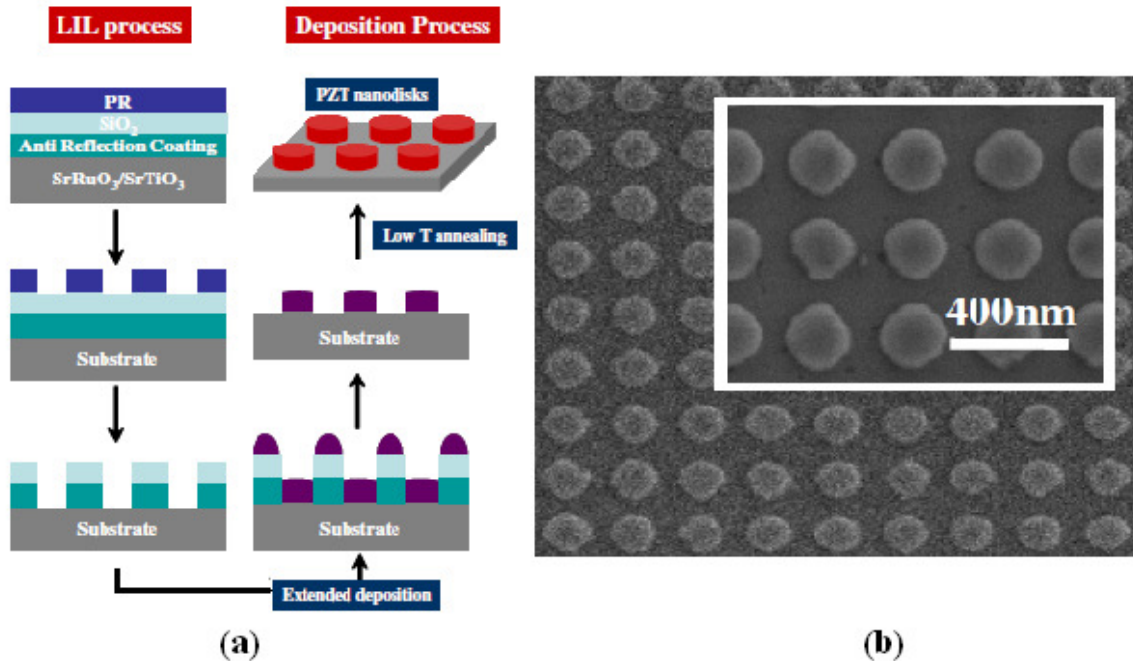 LIL process
PR
SiO₂
Anti Reflection Coating
SrRuO₃/SrTiO₃
Substrate
Substrate
Deposition Process
PZT nanodisks
Low T annealing
Substrate
Substrate
Extended deposition
(a)
400nm
(b)